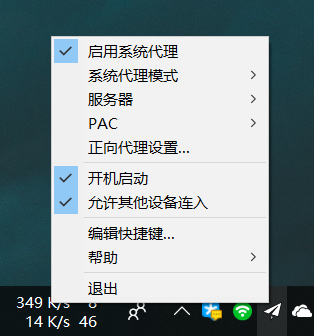 启用系统代理
系统代理模式
服务器
PAC
正向代理设置...
开机启动
允许其他设备连入
编辑快捷键...
帮助
退出
349 K/s 8
14 K/s 46